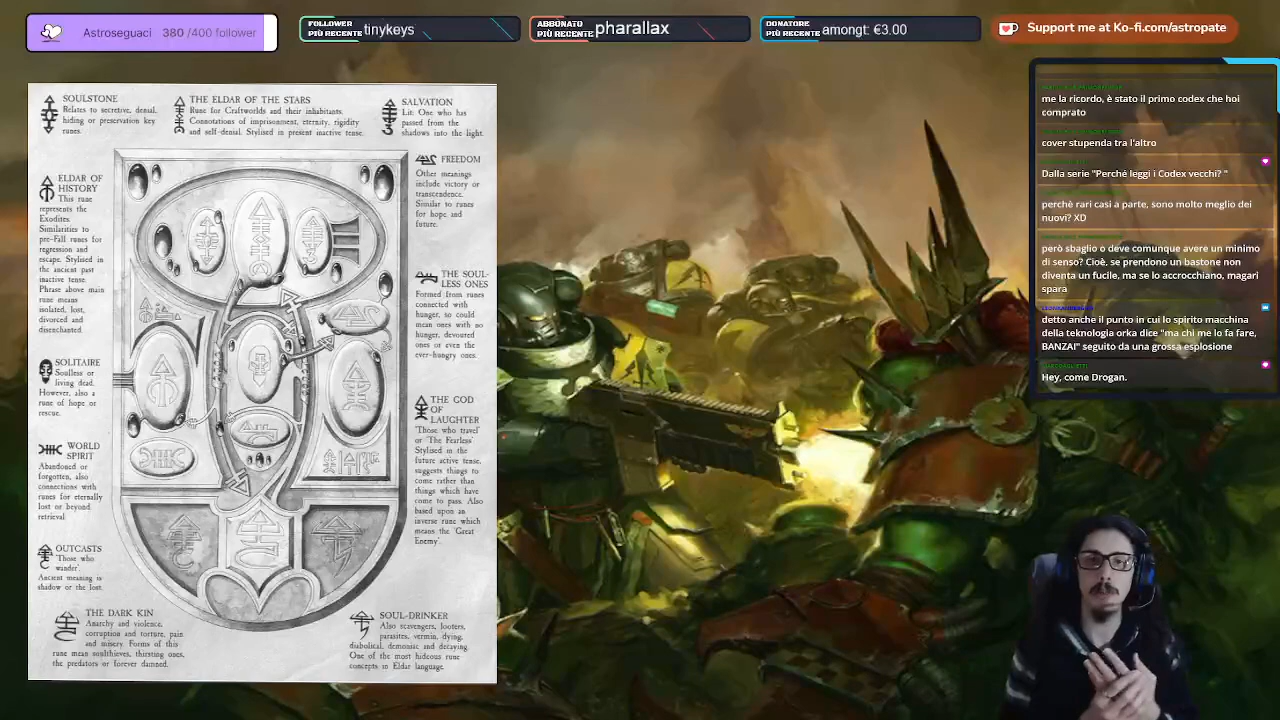 Astroseguaci 380 /400 follower
FOLLOWER
PIÙ RECENTE tinykeys
ABBONATO
PIÙ RECENTE pharallax
DONATORE
PIÙ RECENTE amongt: €3.00
Support me at Ko-fi.com/astropate
SOULSTONE
Relates to secretive, denial,
hiding or preservation key
runes.
THE ELDAR OF THE STARS
Rune for Craftworlds and their inhabitants.
Connotations of imprisonment, eternity, rigidity
and self-denial. Stylised in present inactive tense.
SALVATION
Lit: One who has
passed from the
shadows into the light.
ELDAR OF
HISTORY
This rune
represents the
Exodites
Similarities to
pre-Fall runes for
regression and
escape. Stylised in
the ancient past
inactive tense.
Phrase above main
rune means
isolated, lost,
divorced and
disenchanted.
SOLITAIRE
Soulless or
living dead.
However, also a
rune of hope or
rescue.
WORLD
SPIRIT
Abandoned or
forgotten, also
connections with
runes for eternally
lost or beyond
retrieval.
OUTCASTS
'Those who
wander'.
Ancient meaning is
shadow or the lost.
THE DARK KIN
Anarchy and violence,
corruption and torture, pain
and misery. Forms of this
rune mean soulthieves, thirsting ones,
the predators or forever damned.
FREEDOM
Other meanings
include victory or
transcendence.
Similar to runes
for hope and
future.
THE SOUL-
LESS ONES
Formed from runes
connected with
hunger, so could
mean ones with no
hunger, devoured
ones or even the
ever-hungry ones.
THE GOD
OF
LAUGHTER
'Those who travel'
or 'The Fearless'
Stylised in the
future active tense,
suggests things to
come rather than
things which have
come to pass. Also
based upon an
inverse rune which
means the 'Great
Enemy'.
SOUL-DRINKER
Also scavengers, looters,
parasites, vermin, dying,
diabolical, demoniac and decaying.
One of the most hideous rune
concepts in Eldar language.
me la ricordo, è stato il primo codex che hoi
comprato
cover stupenda tra l'altro
Dalla serie "Perchè leggi i Codex vecchi? "
perchè rari casi a parte, sono molto meglio dei
nuovi? XD
però sbaglio o deve comunque avere un minimo
di senso? Cioè, se prendono un bastone non
diventa un fucile, ma se lo accrocchiano, magari
spara
detto anche il punto in cui lo spirito macchina
della teknologia orka dice "ma chi me lo fa fare,
BANZAI" seguito da una grossa esplosione
Hey, come Drogan.